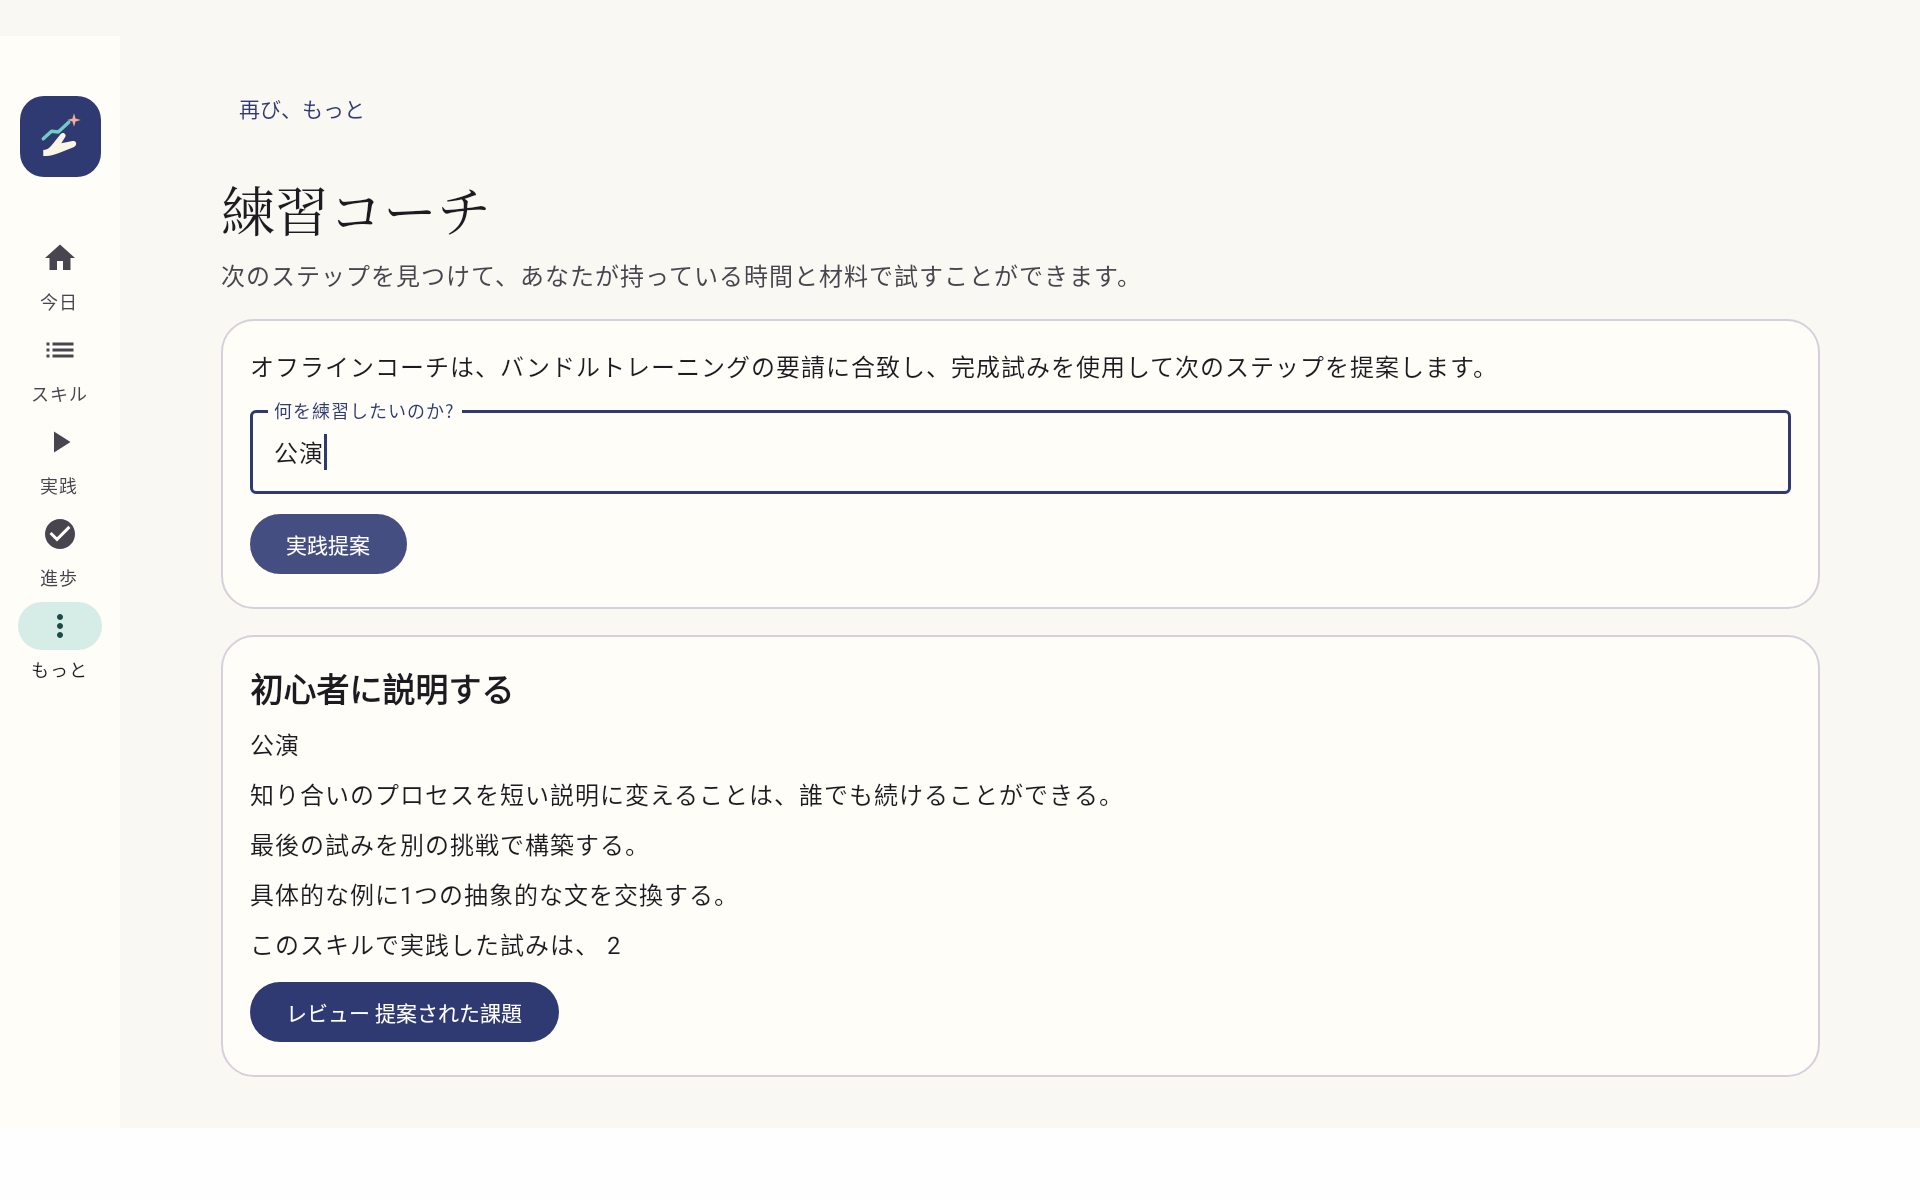 再び、もっと
練習コーチ
次のステップを見つけて、あなたが持っている時間と材料で試すことができます。
オフラインコーチは、バンドルトレーニングの要請に合致し、完成試みを使用して次のステップを提案します。
何を練習したいのか?
公演
実践提案
初心者に説明する
公演
知り合いのプロセスを短い説明に変えることは、誰でも続けることができる。
最後の試みを別の挑戦で構築する。
具体的な例に1つの抽象的な文を交換する。
このスキルで実践した試みは、 2
レビュー 提案された課題
今日
スキル
実践
進歩
もっと